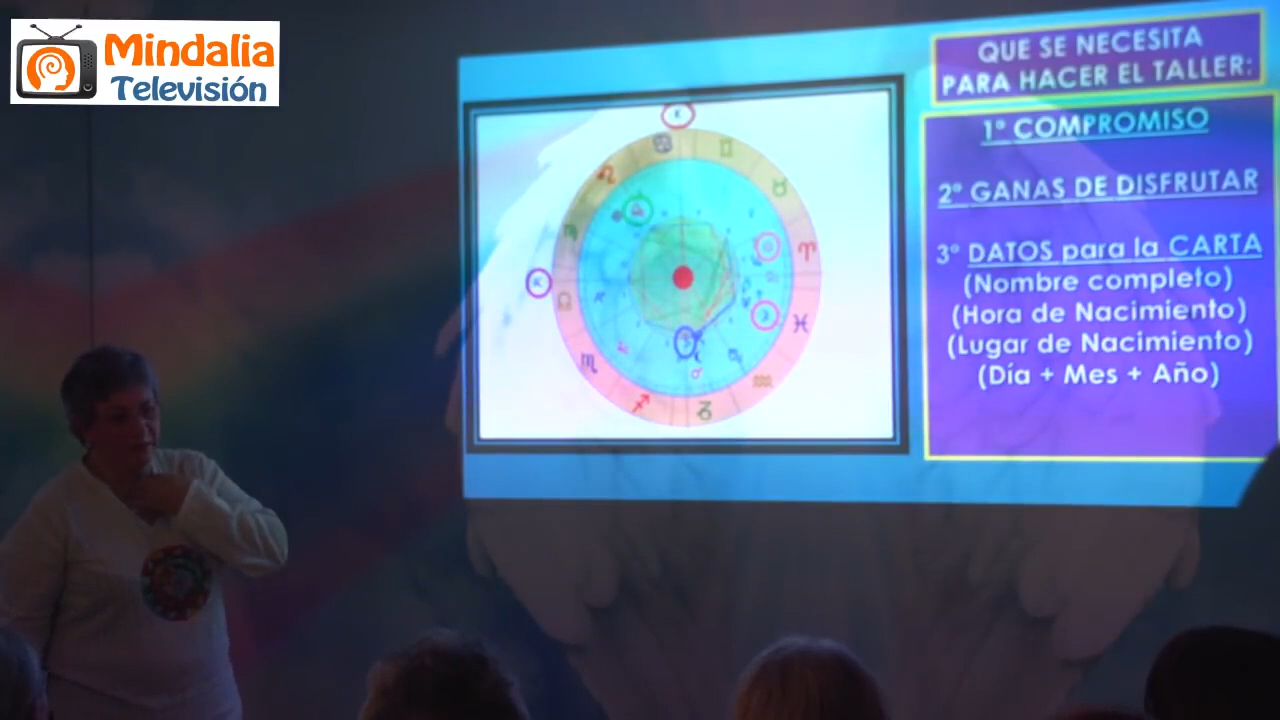 Mindalia
Televisión
QUE SE NECESITA
PARA HACER EL TALLER:
1º COMPROMISO
2º GANAS DE DISFRUTAR
3º DATOS para la CARTA
(Nombre completo)
(Hora de Nacimiento)
(Lugar de Nacimiento)
(Día + Mes + Año)